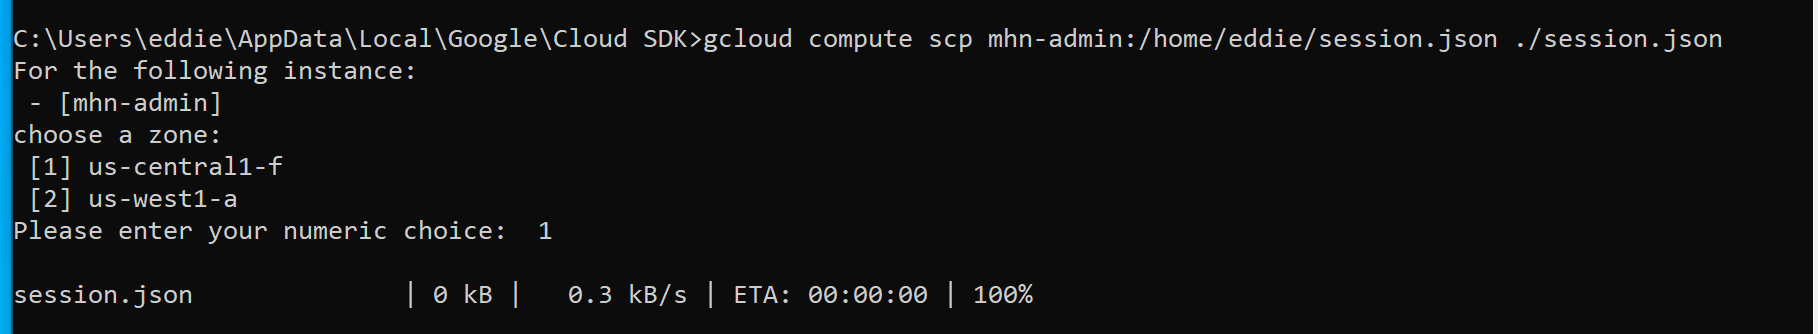 C:\Users\eddie\AppData\Local\Google\Cloud SDK>gcloud compute scp mhn-admin:/home/eddie/session.json ./session.json
For the following instance:
 - [mhn-admin]
choose a zone:
 [1] us-central1-f
 [2] us-west1-a
Please enter your numeric choice:  1
session.json              | 0 kB |   0.3 kB/s | ETA: 00:00:00 | 100%